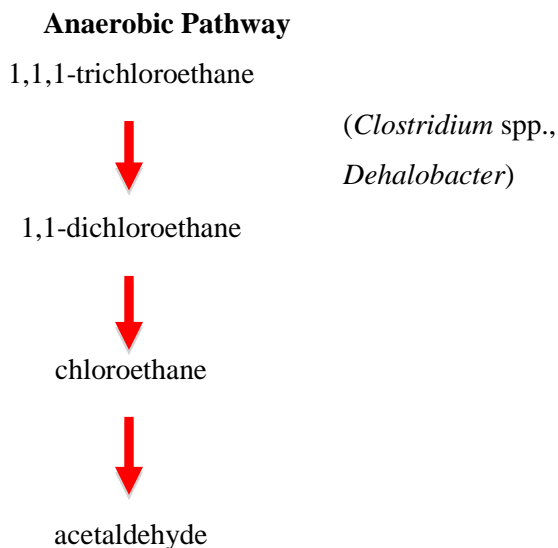 Anaerobic Pathway
1,1,1-trichloroethane
(Clostridium spp.,
Dehalobacter)
1,1-dichloroethane
chloroethane
acetaldehyde